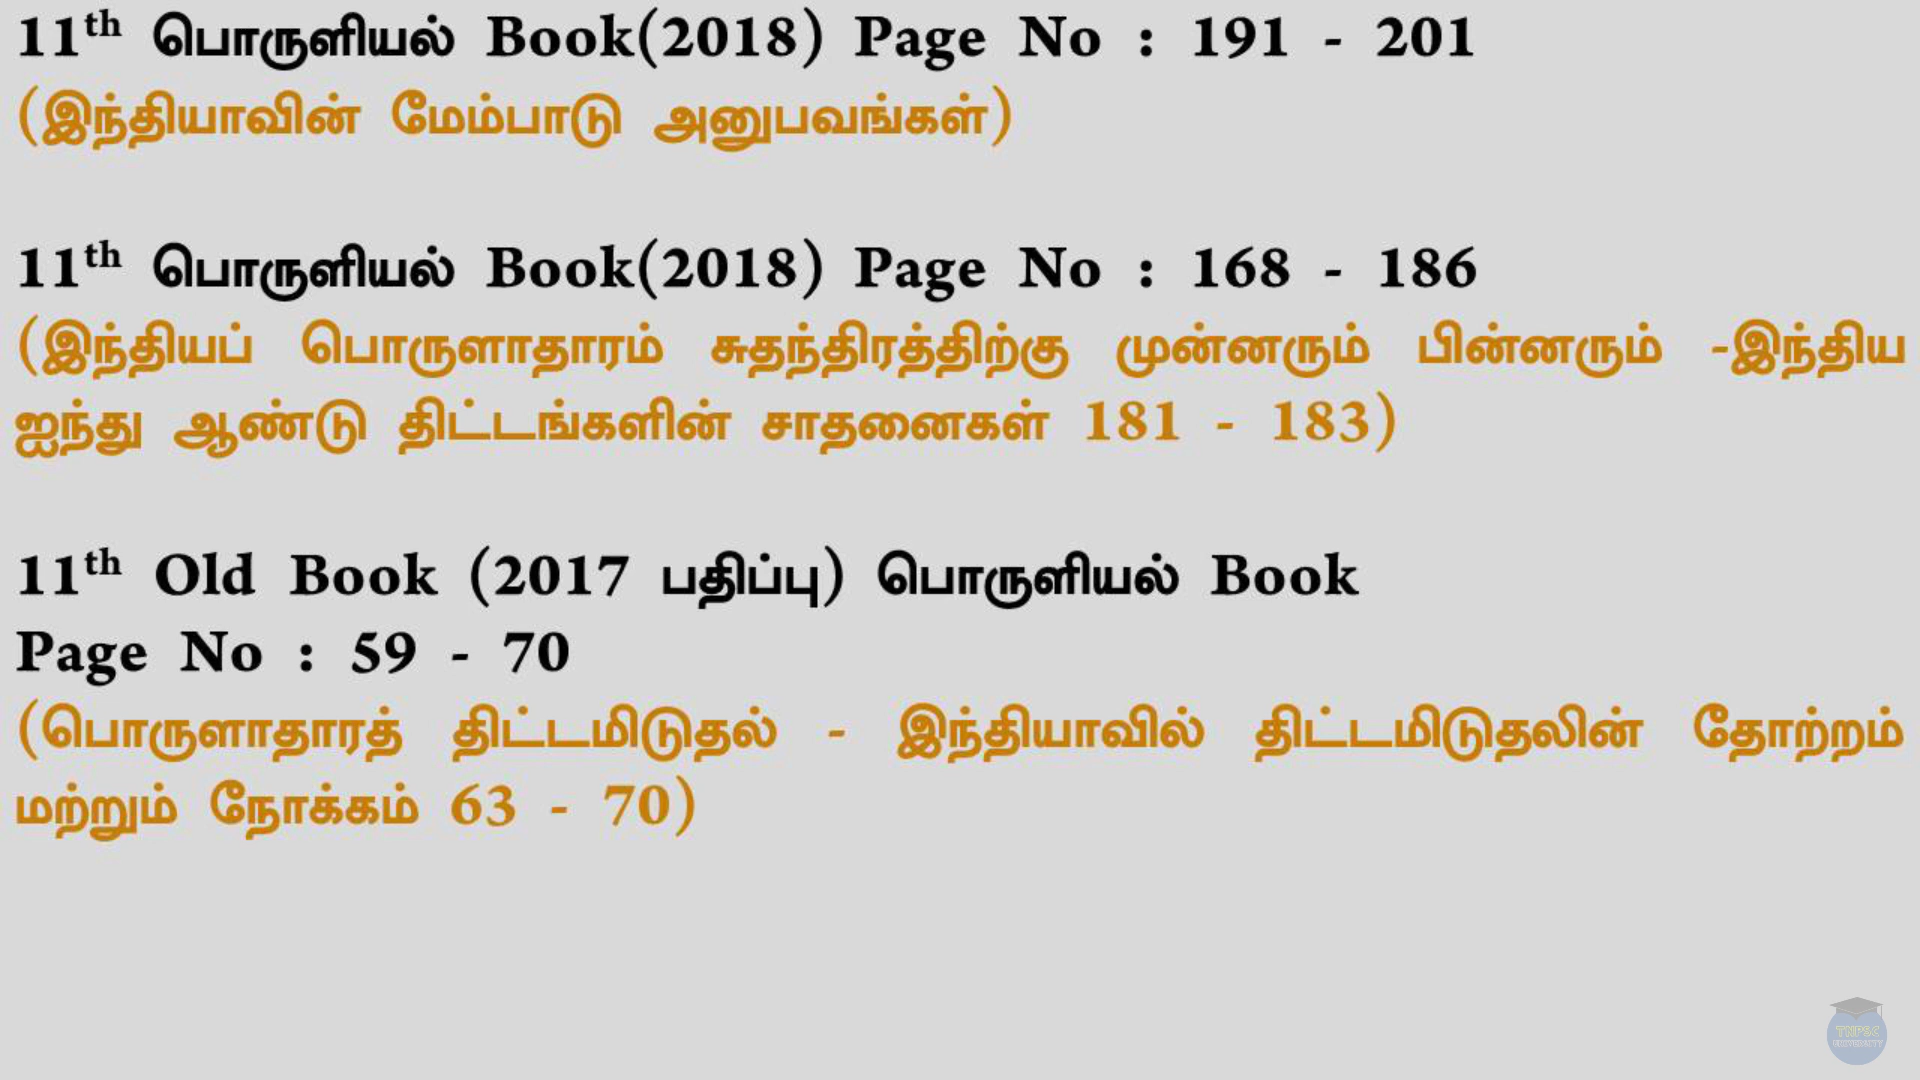 11th பொருளியல் Book(2018) Page No : 191 - 201
(இந்தியாவின் மேம்பாடு அனுபவங்கள்)
11th பொருளியல் Book(2018) Page No : 168 - 186
(இந்தியப் பொருளாதாரம் சுதந்திரத்திற்கு முன்னரும் பின்னரும் -இந்திய
ஐந்து ஆண்டு திட்டங்களின் சாதனைகள் 181 - 183)
11th Old Book (2017 பதிப்பு) பொருளியல் Book
Page No : 59 - 70
(பொருளாதாரத் திட்டமிடுதல் - இந்தியாவில் திட்டமிடுதலின் தோற்றம்
மற்றும் நோக்கம் 63 - 70)
TNPSC
UNIVERSITY